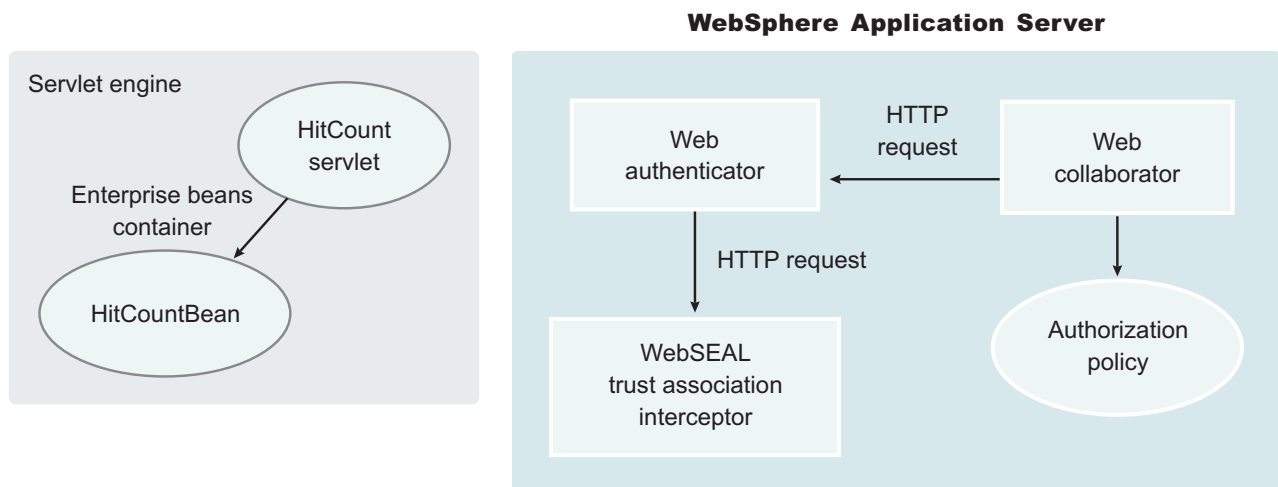 WebSphere Application Server
Servlet engine
HitCount
servlet
Enterprise beans
container
HitCountBean
Web
authenticator
HTTP
request
Web
collaborator
HTTP request
WebSEAL
trust association
interceptor
Authorization
policy